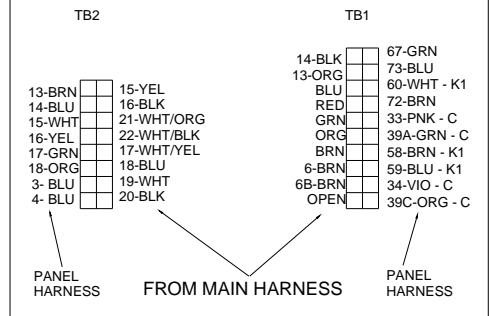 TB2
13-BRN 15-YEL
14-BLU 16-BLK
15-WHT 21-WHT/ORG
16-YEL 22-WHT/BLK
17-GRN 17-WHT/YEL
18-ORG 18-BLU
3- BLU 19-WHT
4- BLU 20-BLK
TB1
14-BLK 67-GRN
13-ORG 73-BLU
BLU 60-WHT - K1
RED 72-BRN
GRN 33-PNK - C
ORG 39A-GRN - C
BRN 58-BRN - K1
6-BRN 59-BLU - K1
6B-BRN 34-VIO - C
OPEN 39C-ORG - C
PANEL
HARNESS
FROM MAIN HARNESS
PANEL
HARNESS